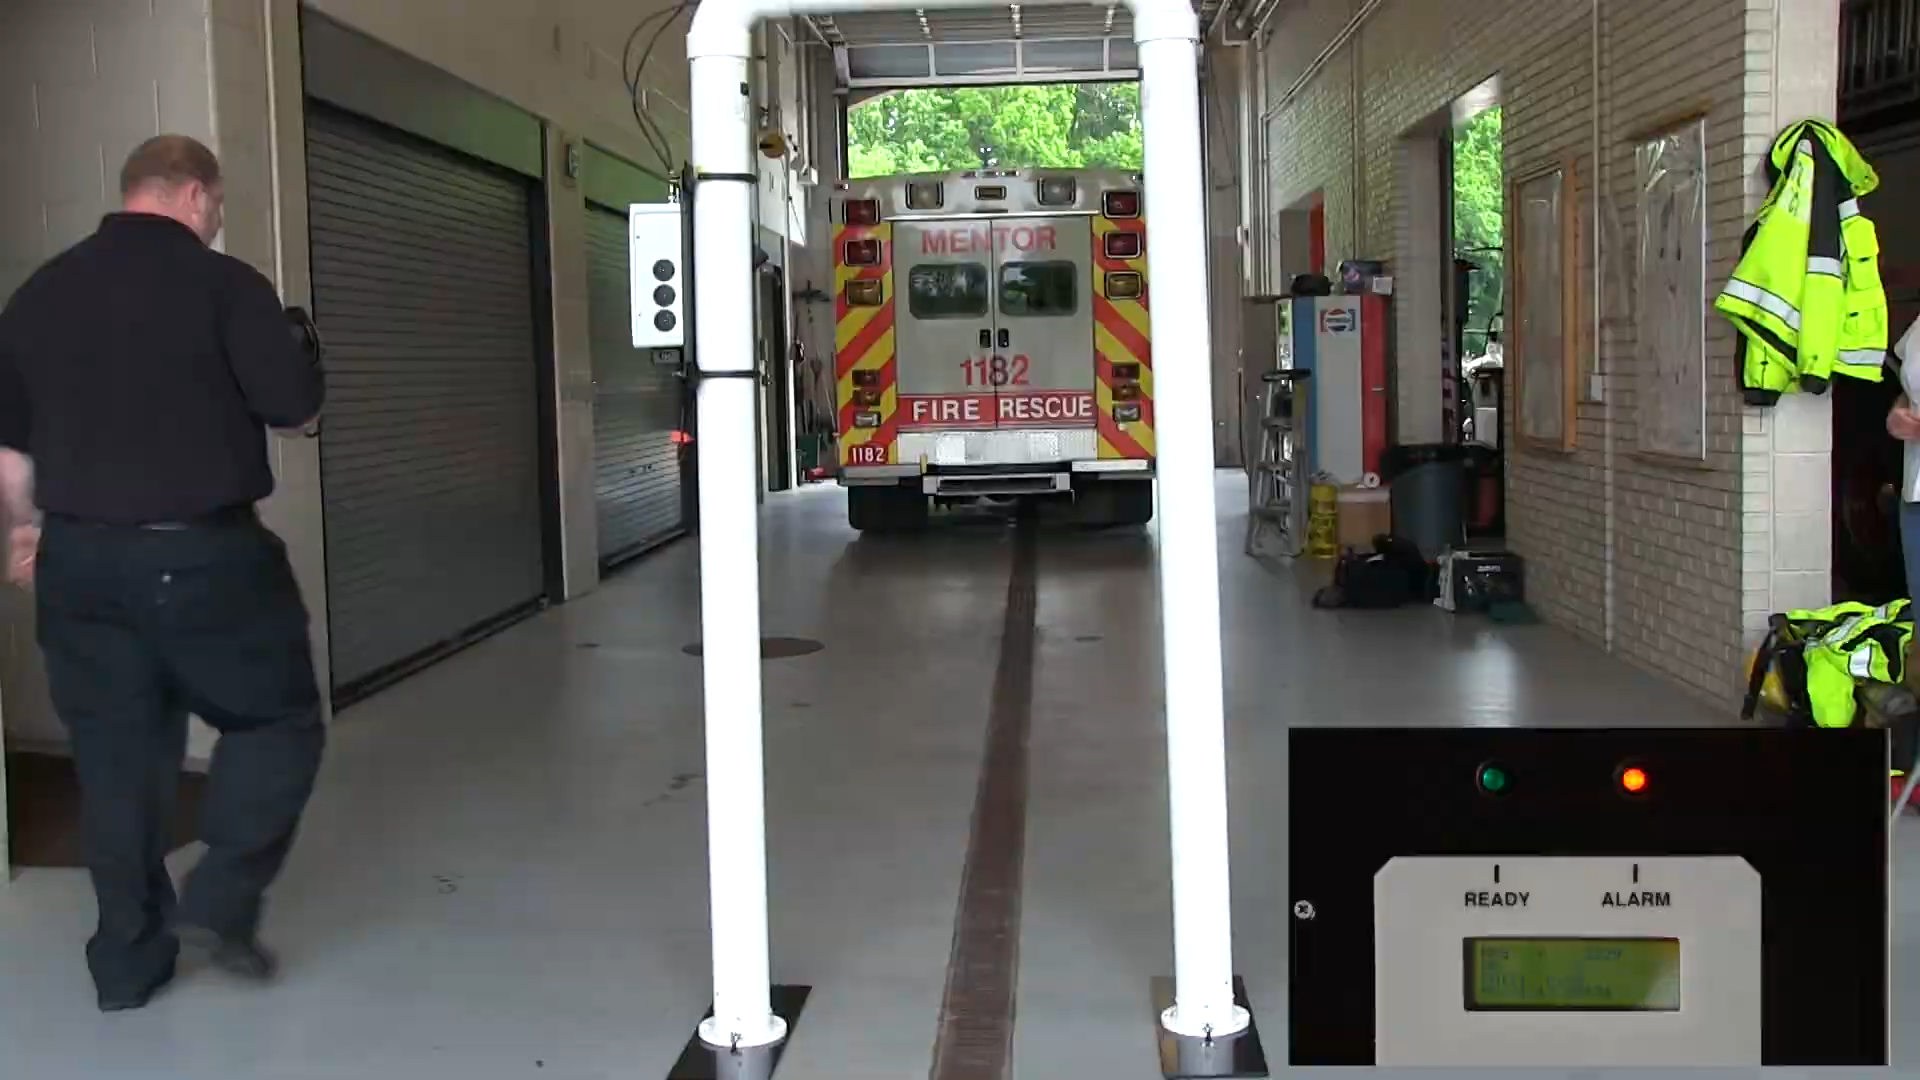 MENTOR
1182
FIRE RESCUE
1182
READY
ALARM